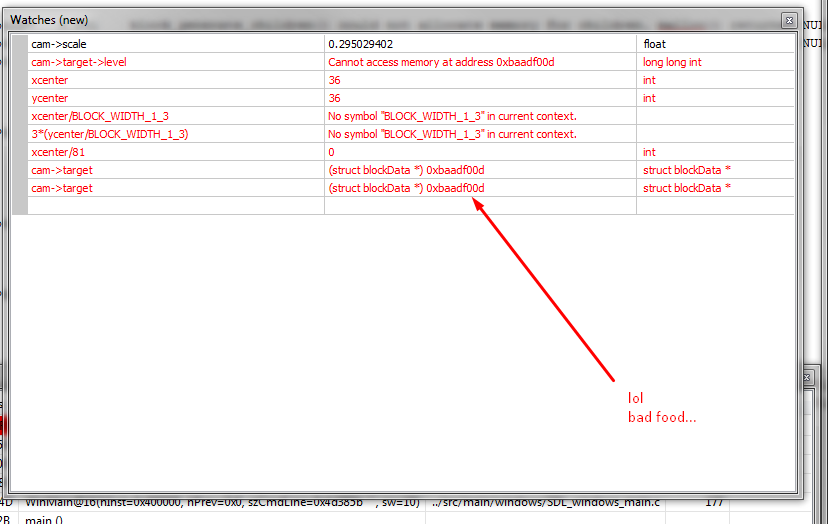 Watches (new)
cam->scale 0.295029402 float
cam->target->level Cannot access memory at address 0xbaadf00d long long int
xcenter 36 int
ycenter 36 int
xcenter/BLOCK_WIDTH_1_3 No symbol "BLOCK_WIDTH_1_3" in current context.
3*(ycenter/BLOCK_WIDTH_1_3) No symbol "BLOCK_WIDTH_1_3" in current context.
xcenter/81 0 int
cam->target (struct blockData *) 0xbaadf00d struct blockData *
cam->target (struct blockData *) 0xbaadf00d struct blockData *
lol
bad food...
WinMain@16(hInst=0x400000, hPrev=0x0, szCmdLine=0x4d385b , sw=10) ../src/main/windows/SDL_windows_main.c 177
main ()